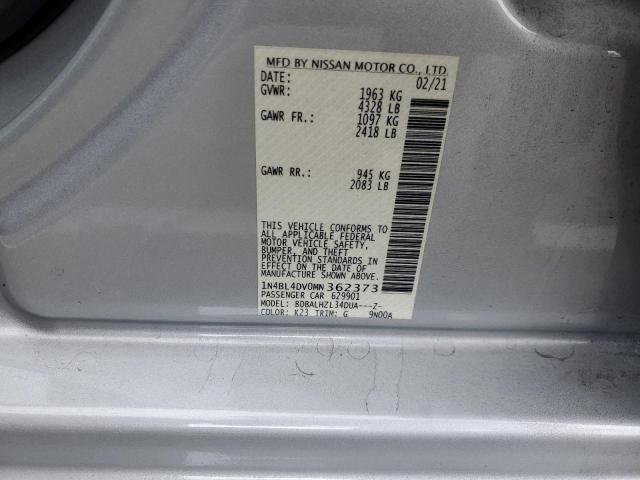 MFD BY NISSAN MOTOR CO., LTD.
DATE: 02/21
GVWR: 1963 KG
4328 LB
GAWR FR.: 1097 KG
2418 LB
GAWR RR.: 945 KG
2083 LB
THIS VEHICLE CONFORMS TO
ALL APPLICABLE FEDERAL
MOTOR VEHICLE SAFETY,
BUMPER, AND THEFT
PREVENTION STANDARDS
IN EFFECT ON THE DATE OF
MANUFACTURE SHOWN ABOVE.
1N4BL4DV0MN362373
PASSENGER CAR 629901
MODEL: BDBALHZL34DUA---Z-
COLOR: K23 TRIM: G 9N00A